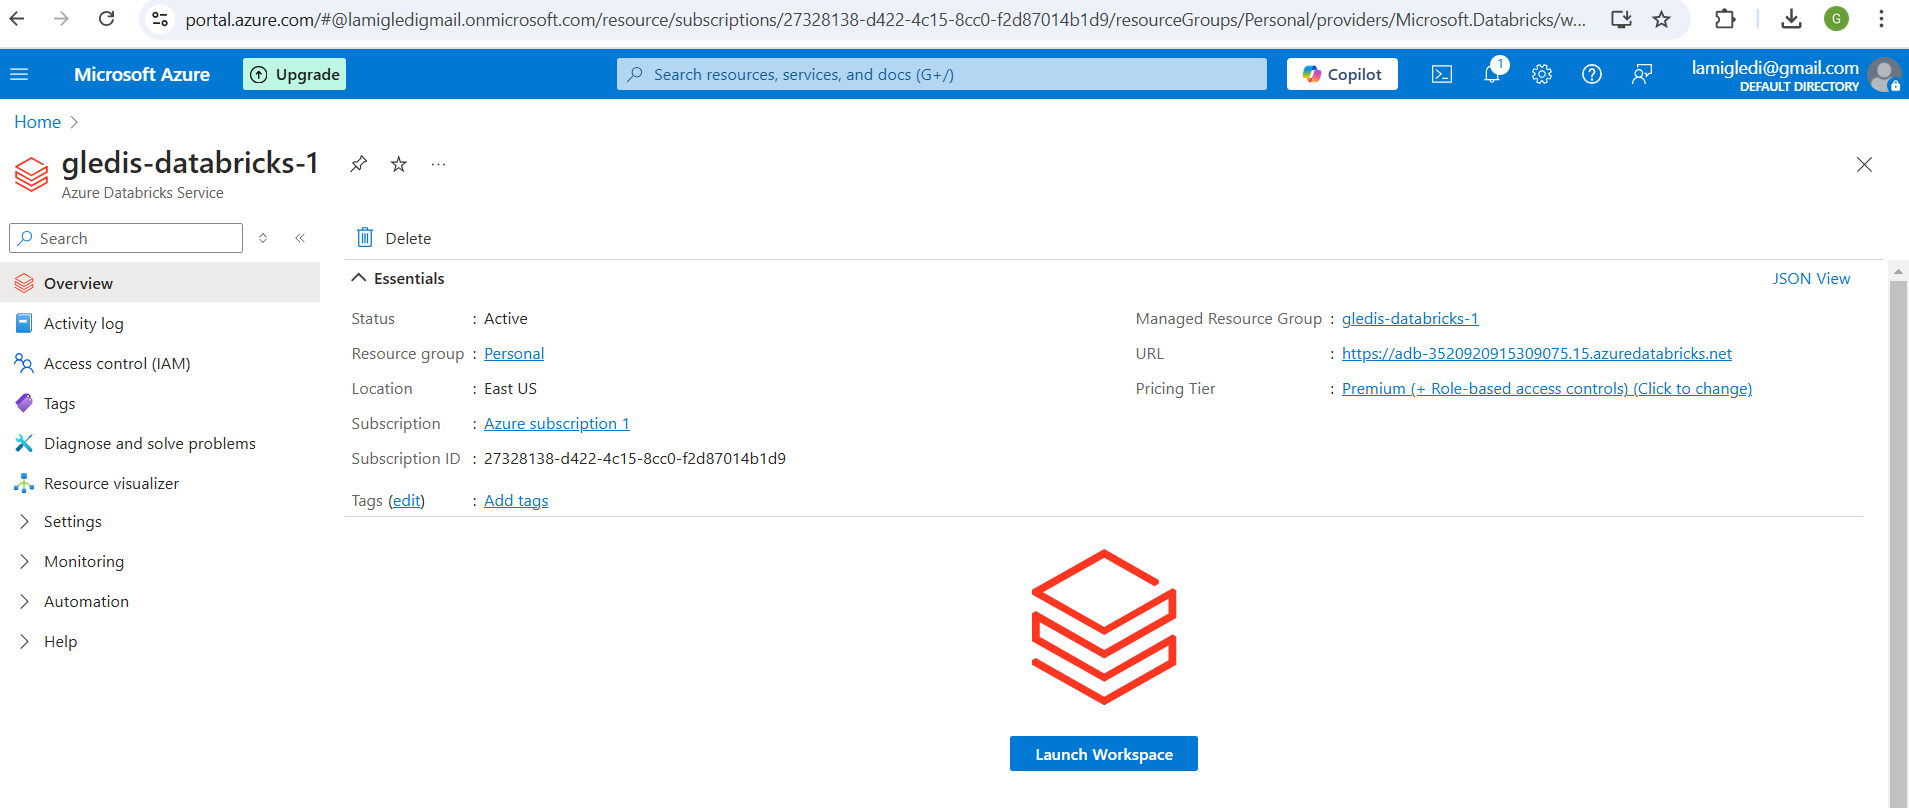 portal.azure.com/#@lamigledigmail.onmicrosoft.com/resource/subscriptions/27328138-d422-4c15-8cc0-f2d87014b1d9/resourceGroups/Personal/providers/Microsoft.Databricks/w...
G
Microsoft Azure
Upgrade
Search resources, services, and docs (G+/)
Copilot
1
lamigledi@gmail.com
DEFAULT DIRECTORY
Home
gledis-databricks-1
Azure Databricks Service
Search
Delete
Overview
Activity log
Access control (IAM)
Tags
Diagnose and solve problems
Resource visualizer
Settings
Monitoring
Automation
Help
Essentials
JSON View
Status : Active
Resource group : Personal
Location : East US
Subscription : Azure subscription 1
Subscription ID : 27328138-d422-4c15-8cc0-f2d87014b1d9
Tags (edit) : Add tags
Managed Resource Group : gledis-databricks-1
URL : https://adb-3520920915309075.15.azuredatabricks.net
Pricing Tier : Premium (+ Role-based access controls) (Click to change)
Launch Workspace